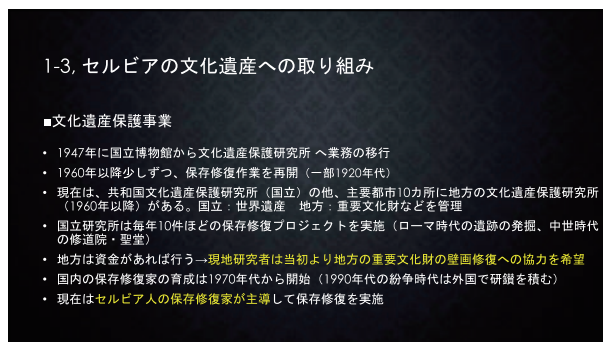 1-3, セルビアの文化遺産への取り組み
■文化遺産保護事業
• 1947年に国立博物館から文化遺産保護研究所 へ業務の移行
• 1960年以降少しずつ、保存修復作業を再開（一部1920年代）
• 現在は、共和国文化遺産保護研究所（国立）の他、主要都市10カ所に地方の文化遺産保護研究所
（1960年以降）がある。国立：世界遺産　地方：重要文化財などを管理
• 国立研究所は毎年10件ほどの保存修復プロジェクトを実施（ローマ時代の遺跡の発掘、中世時代
の修道院・聖堂）
• 地方は資金があれば行う→現地研究者は当初より地方の重要文化財の壁画修復への協力を希望
• 国内の保存修復家の育成は1970年代から開始（1990年代の紛争時代は外国で研鑽を積む）
• 現在はセルビア人の保存修復家が主導して保存修復を実施